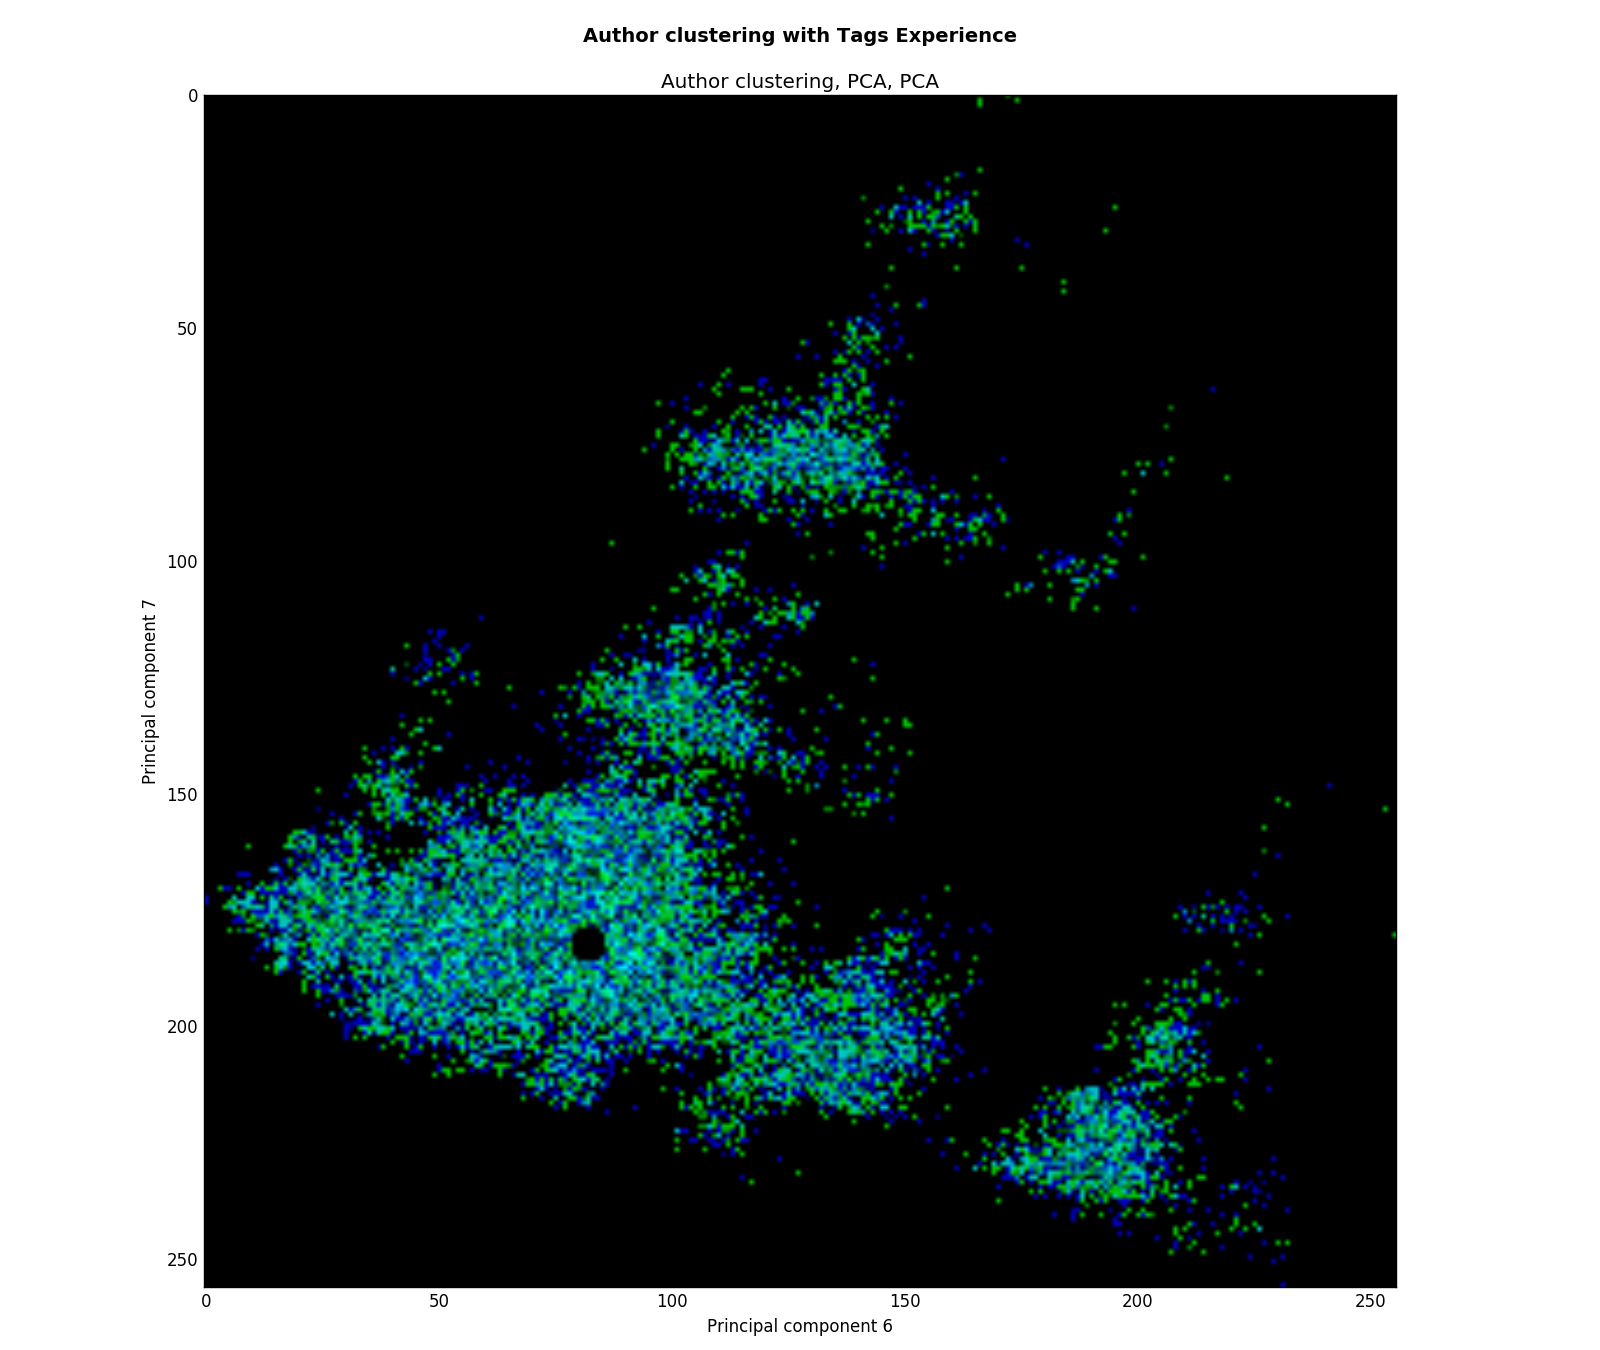 Author clustering with Tags Experience
Author clustering, PCA, PCA
0
50
100
150
200
250
Principal component 7
0 50 100 150 200 250
Principal component 6